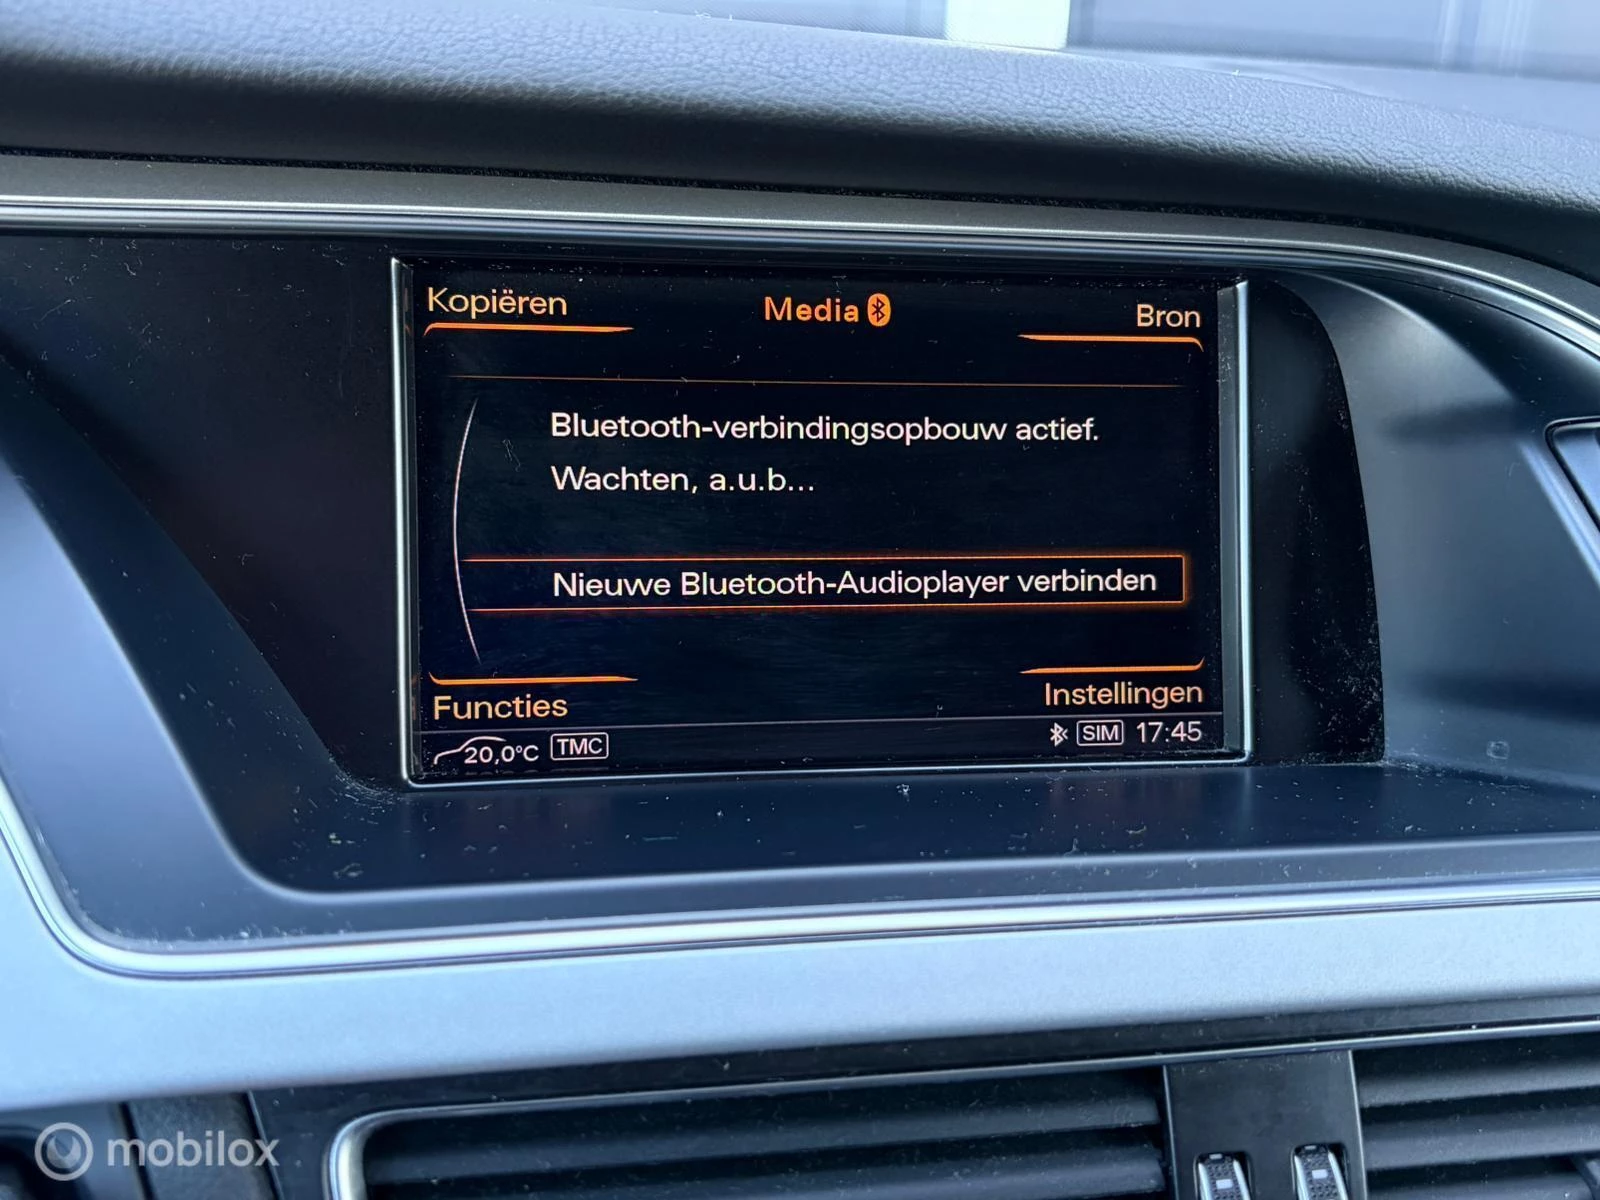 Kopiëren
Media
Bron
Bluetooth-verbindingsopbouw actief.
Wachten, a.u.b...
Nieuwe Bluetooth-Audioplayer verbinden
Functies
Instellingen
20,0°C TMC
SIM 17:45
mobilox